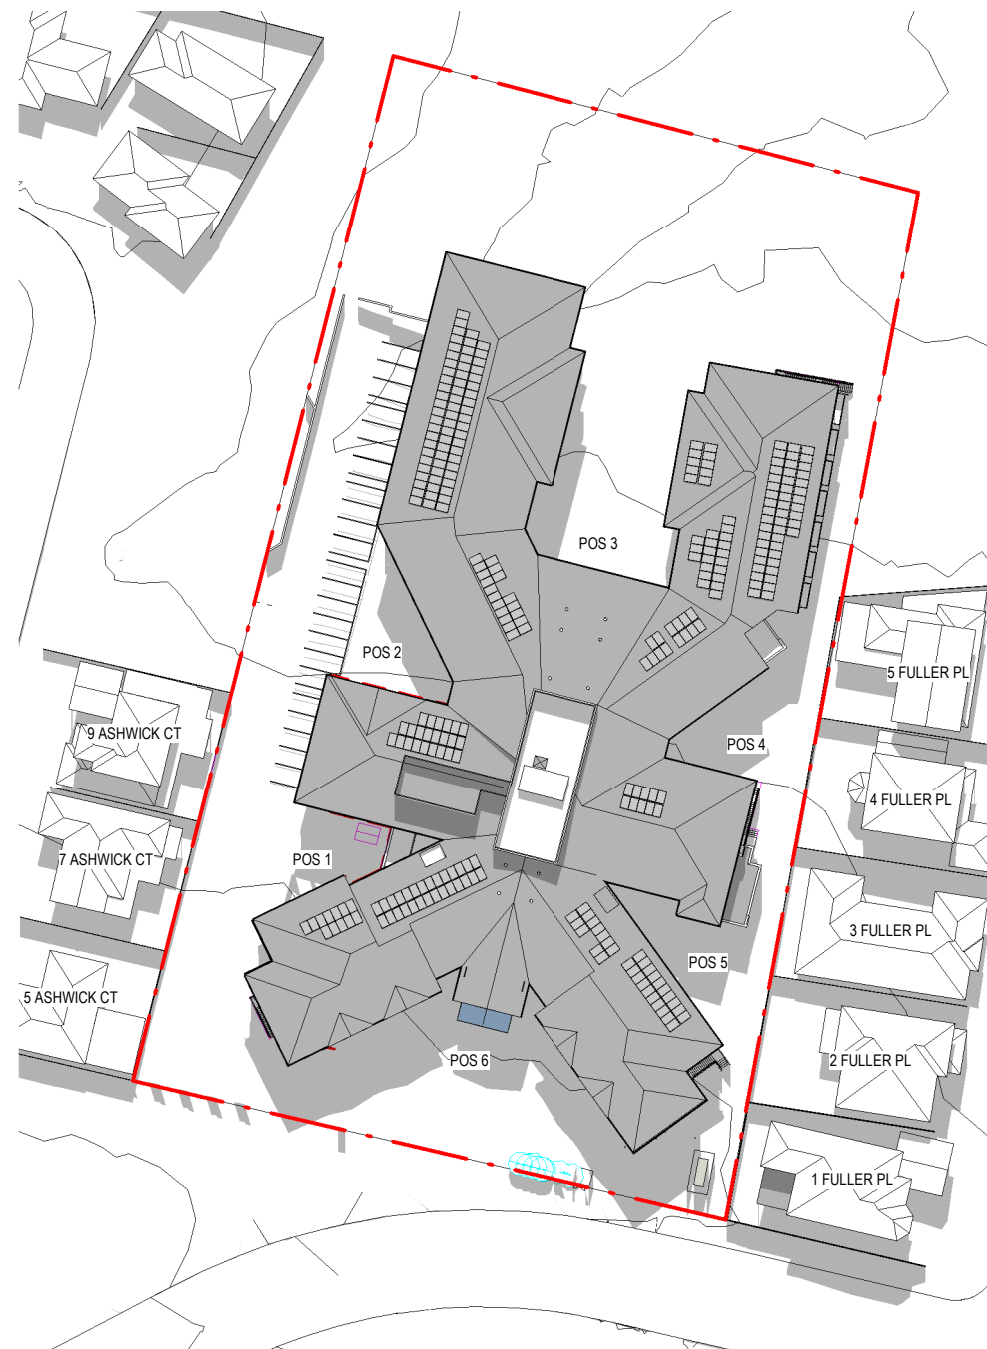 POS 3
POS 2
5 FULLER PL
9 ASHWICK CT
POS 4
4 FULLER PL
7 ASHWICK CT
POS 1
3 FULLER PL
POS 5
5 ASHWICK CT
POS 6
2 FULLER PL
1 FULLER PL